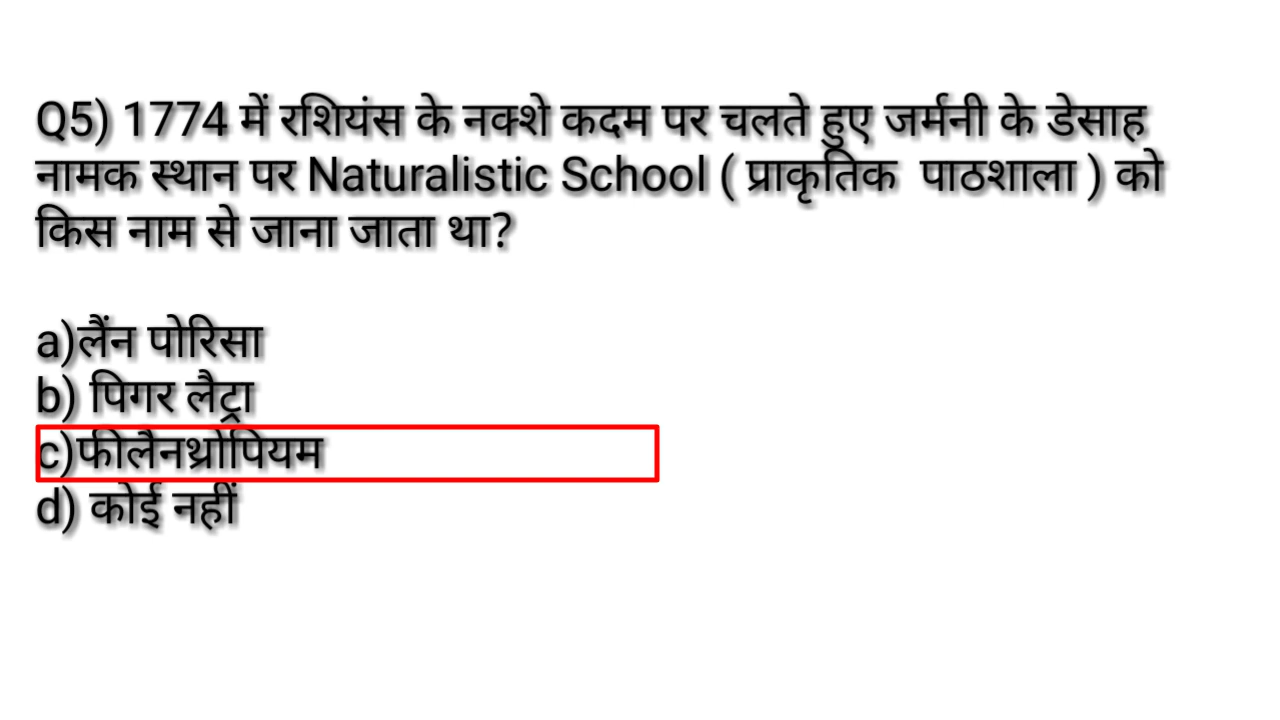 Q5) 1774 में रशियंस के नक्शे कदम पर चलते हुए जर्मनी के डेसाह
नामक स्थान पर Naturalistic School ( प्राकृतिक पाठशाला ) को
किस नाम से जाना जाता था?
a)लैंन पोरिसा
b) पिगर लैट्रा
c)फीलैनथ्रोपियम
d) कोई नहीं